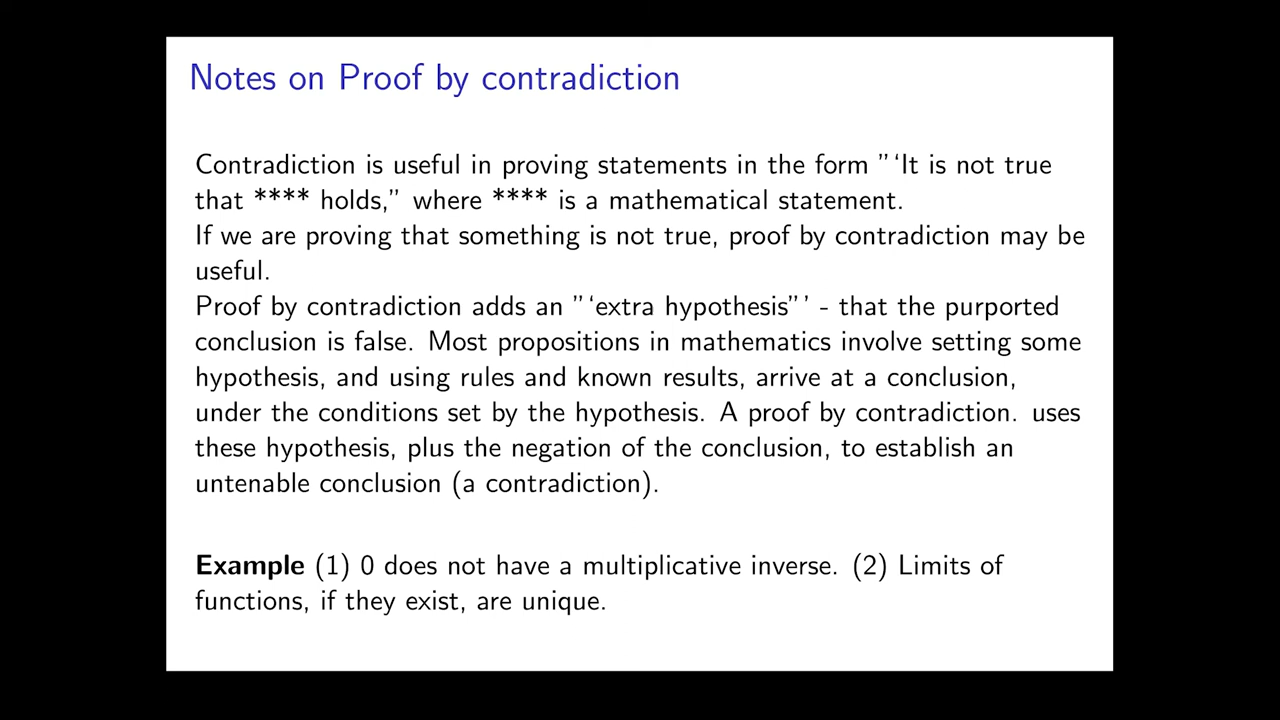 Notes on Proof by contradiction
Contradiction is useful in proving statements in the form ”‘It is not true
that **** holds,” where **** is a mathematical statement.
If we are proving that something is not true, proof by contradiction may be
useful.
Proof by contradiction adds an ”‘extra hypothesis”’ - that the purported
conclusion is false. Most propositions in mathematics involve setting some
hypothesis, and using rules and known results, arrive at a conclusion,
under the conditions set by the hypothesis. A proof by contradiction. uses
these hypothesis, plus the negation of the conclusion, to establish an
untenable conclusion (a contradiction).
Example (1) 0 does not have a multiplicative inverse. (2) Limits of
functions, if they exist, are unique.